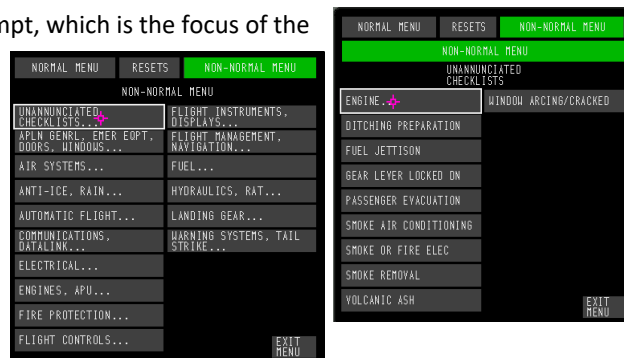 mpt, which is the focus of the
NORMAL MENU RESETS NON-NORMAL MENU
NON-NORMAL MENU
UNANNUNCIATED
CHECKLISTS...
FLIGHT INSTRUMENTS,
DISPLAYS...
APLN GENRL, EMER EQPT,
DOORS, WINDOWS...
FLIGHT MANAGEMENT,
NAVIGATION...
AIR SYSTEMS...
FUEL...
ANTI-ICE, RAIN...
HYDRAULICS, RAT...
AUTOMATIC FLIGHT...
LANDING GEAR...
COMMUNICATIONS,
DATALINK...
WARNING SYSTEMS, TAIL
STRIKE...
ELECTRICAL...
ENGINES, APU...
FIRE PROTECTION...
FLIGHT CONTROLS...
EXIT
MENU
NORMAL MENU RESETS NON-NORMAL MENU
NON-NORMAL MENU
UNANNUNCIATED
CHECKLISTS
ENGINE...
WINDOW ARCING/CRACKED
DITCHING PREPARATION
FUEL JETTISON
GEAR LEVER LOCKED DN
PASSENGER EVACUATION
SMOKE AIR CONDITIONING
SMOKE OR FIRE ELEC
SMOKE REMOVAL
VOLCANIC ASH
EXIT
MENU